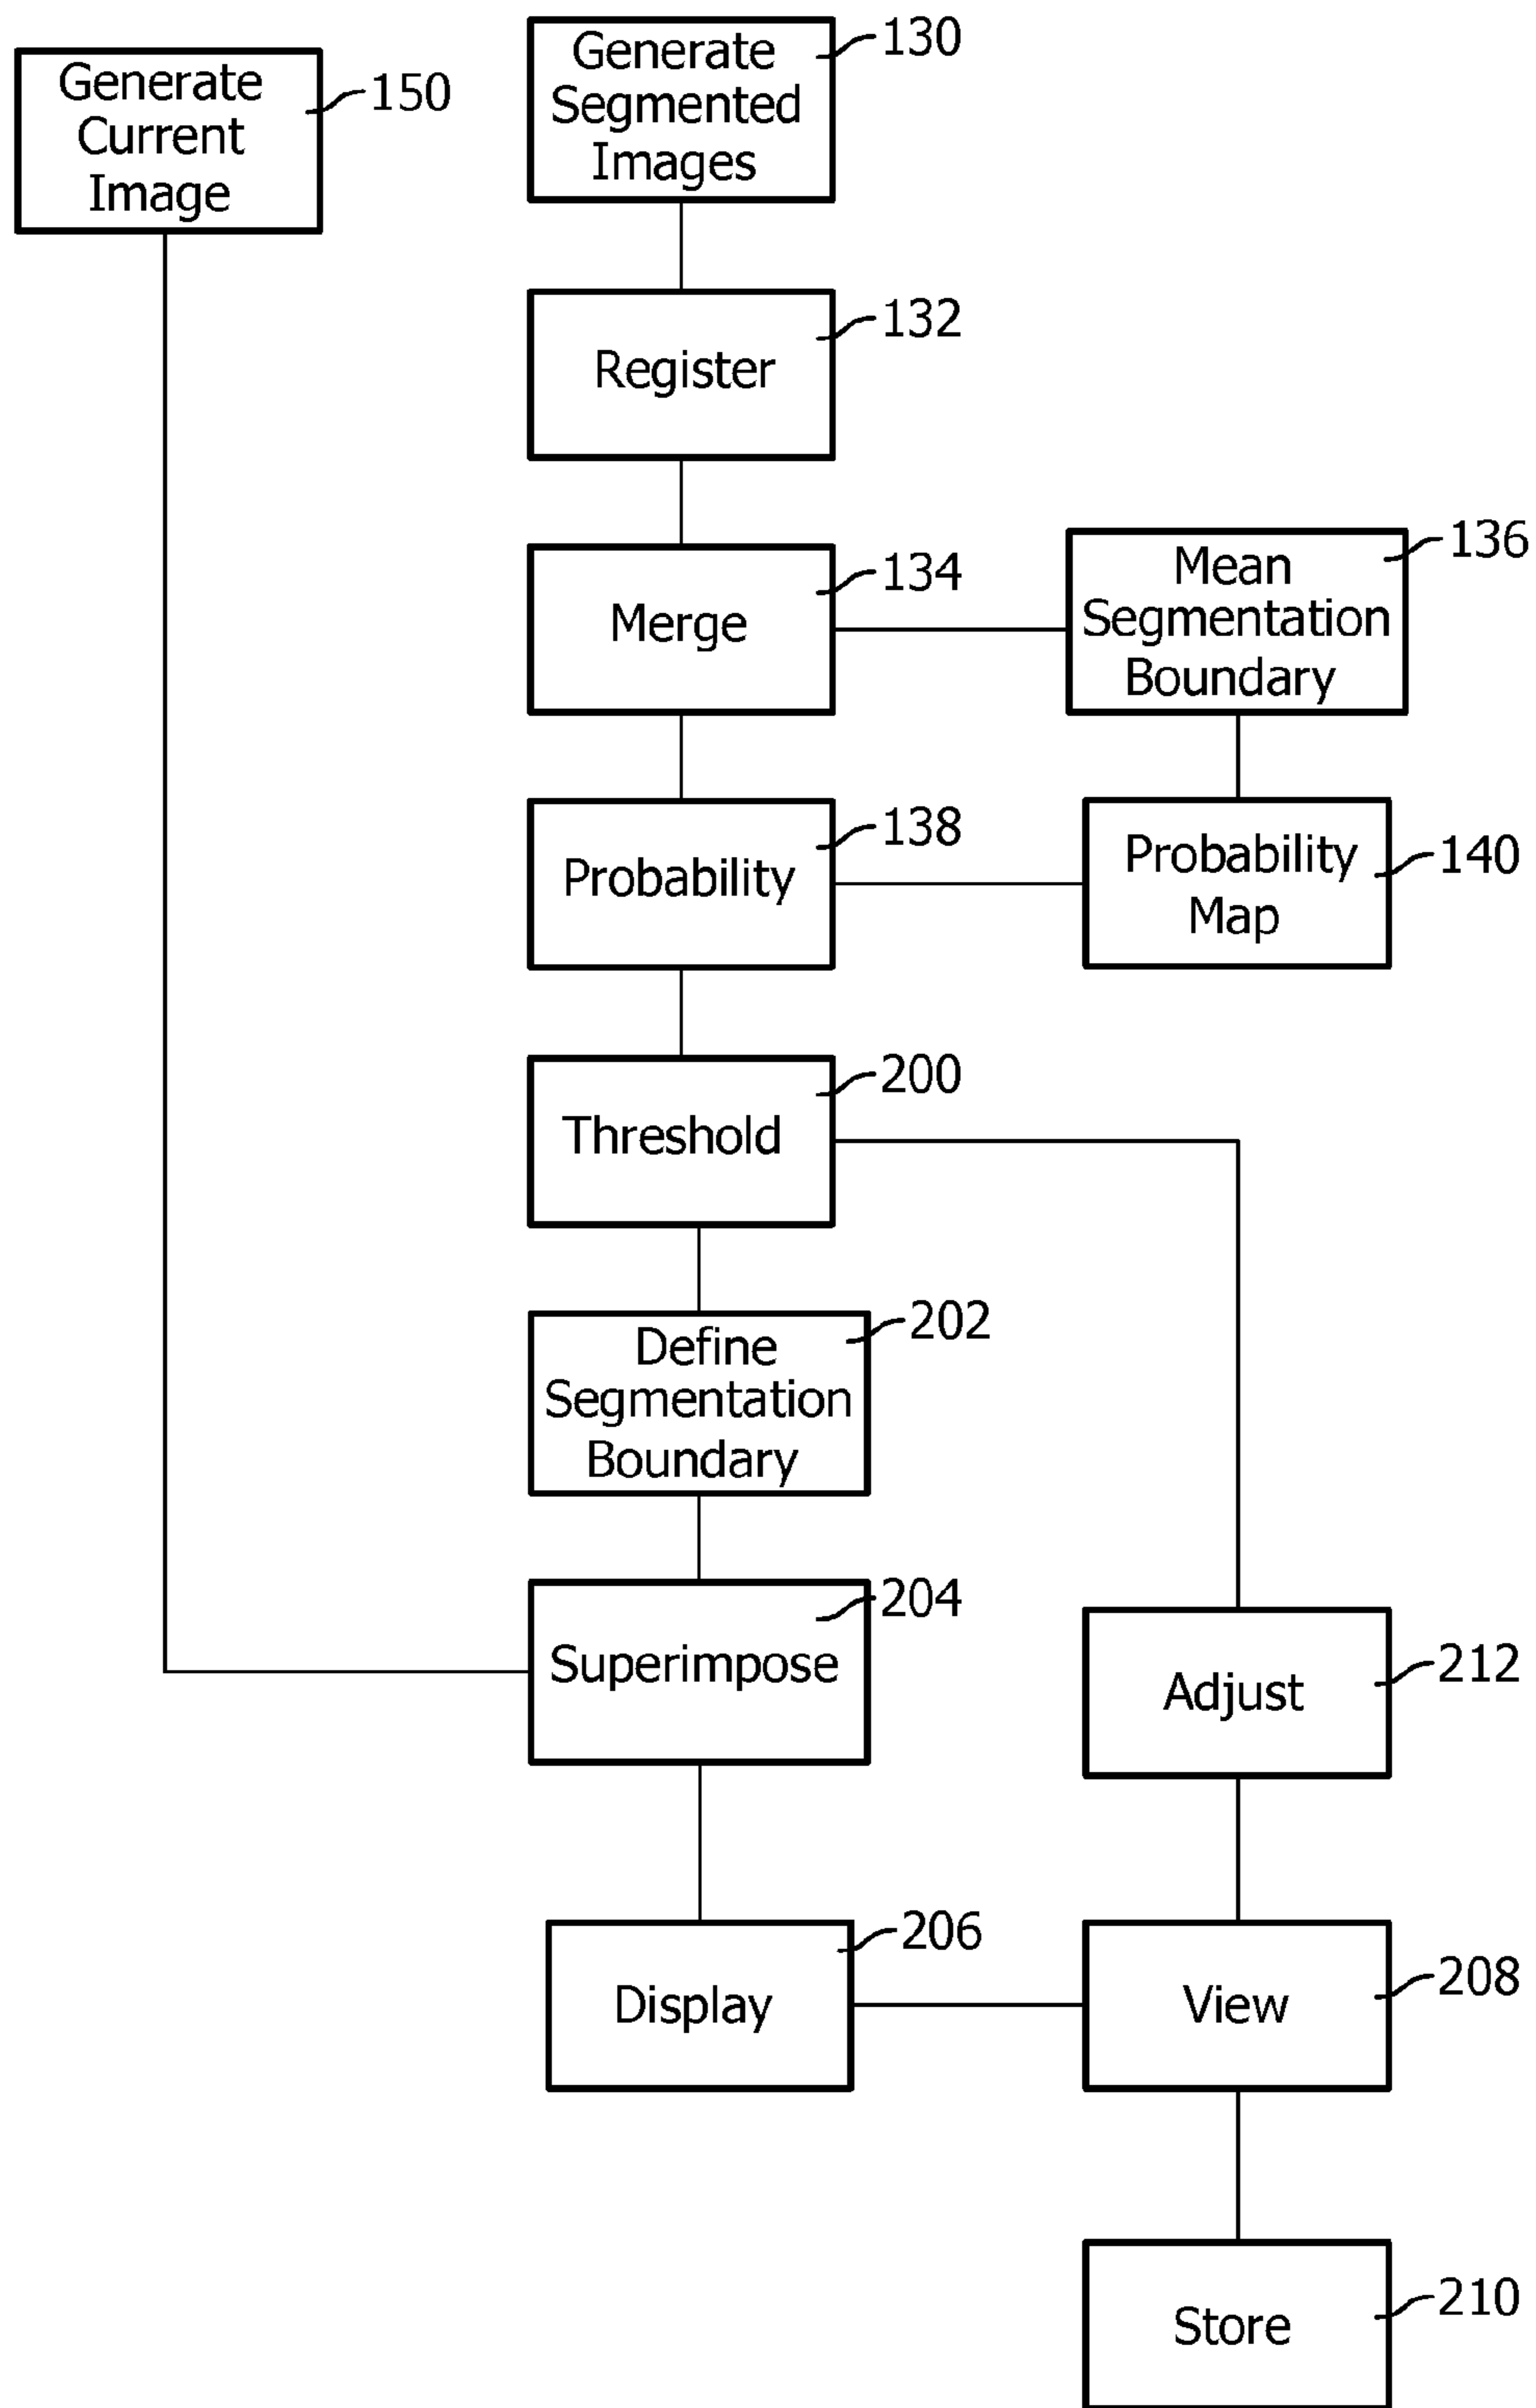 Generate
Current
Image
150
Generate
Segmented
Images
130
Register
132
Merge
134
Mean
Segmentation
Boundary
136
Probability
138
Probability
Map
140
Threshold
200
Define
Segmentation
Boundary
202
Superimpose
204
Adjust
212
Display
206
View
208
Store
210